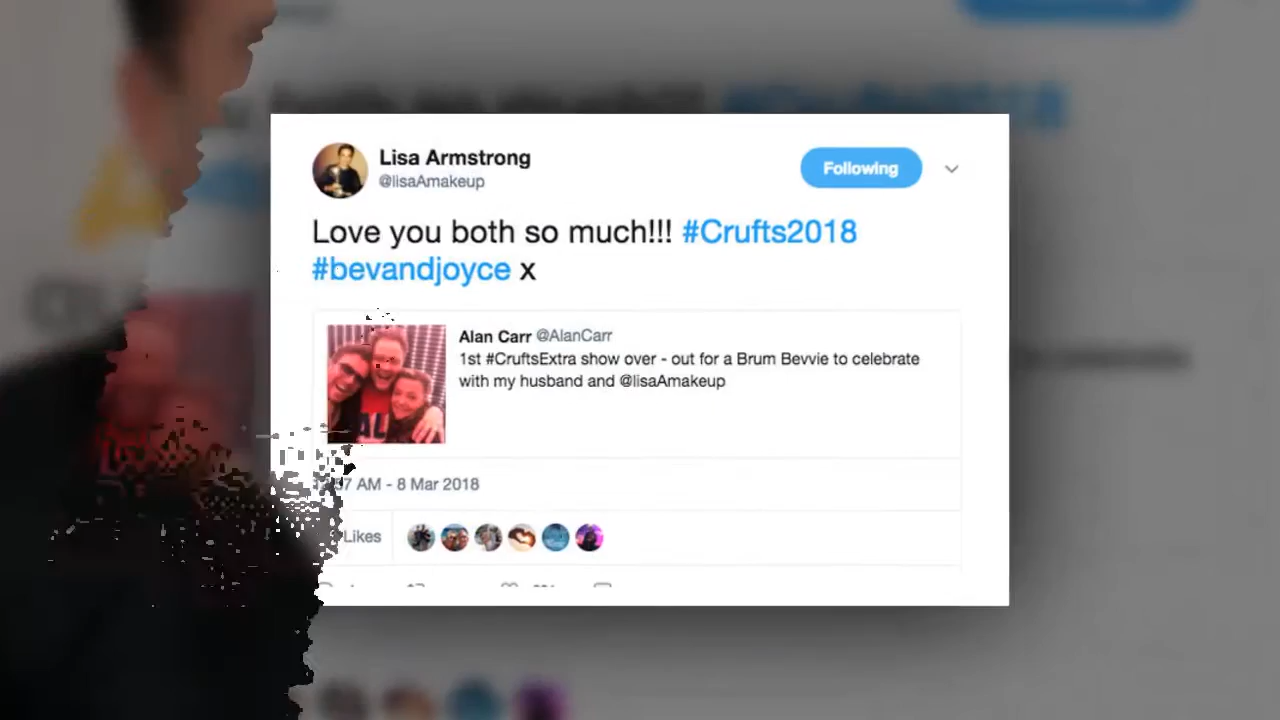 Lisa Armstrong
@lisaAmakeup
Following
Love you both so much!!! #Crufts2018
#bevandjoyce x
Alan Carr @AlanCarr
1st #CruftsExtra show over - out for a Brum Bevvie to celebrate
with my husband and @lisaAmakeup
AM - 8 Mar 2018
Likes